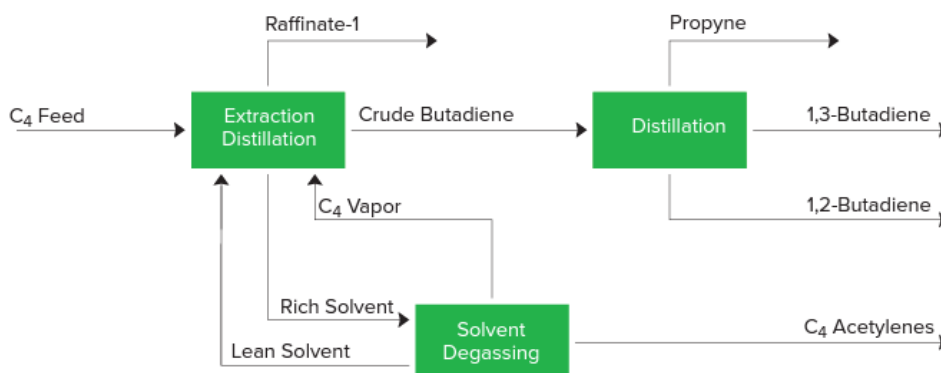 Raffinate-1
Propyne
C₄ Feed
Extraction
Distillation
Crude Butadiene
Distillation
1,3-Butadiene
C₄ Vapor
1,2-Butadiene
Rich Solvent
Solvent
Degassing
C₄ Acetylenes
Lean Solvent